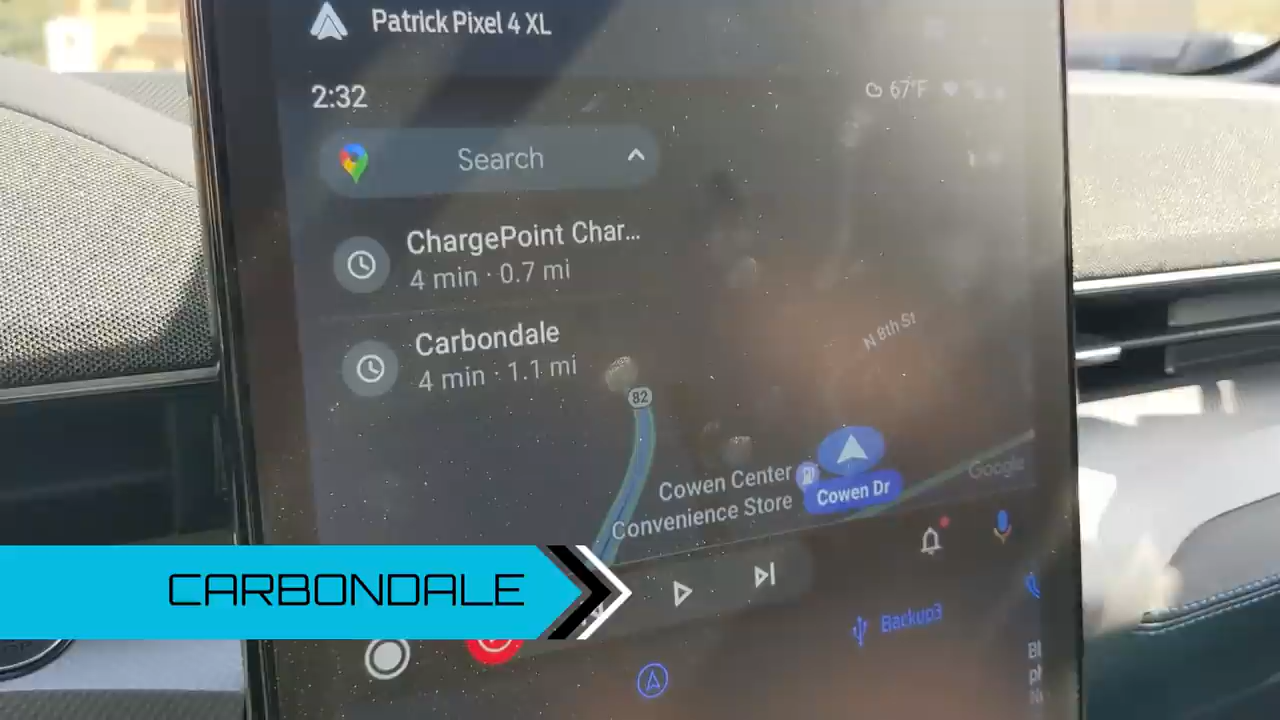 Patrick Pixel 4 XL
2:32
67°F
Search
ChargePoint Char...
4 min · 0.7 mi
Carbondale
4 min · 1.1 mi
N 8th St
82
Cowen Center
Convenience Store
Cowen Dr
Google
CARBONDALE
Backup3